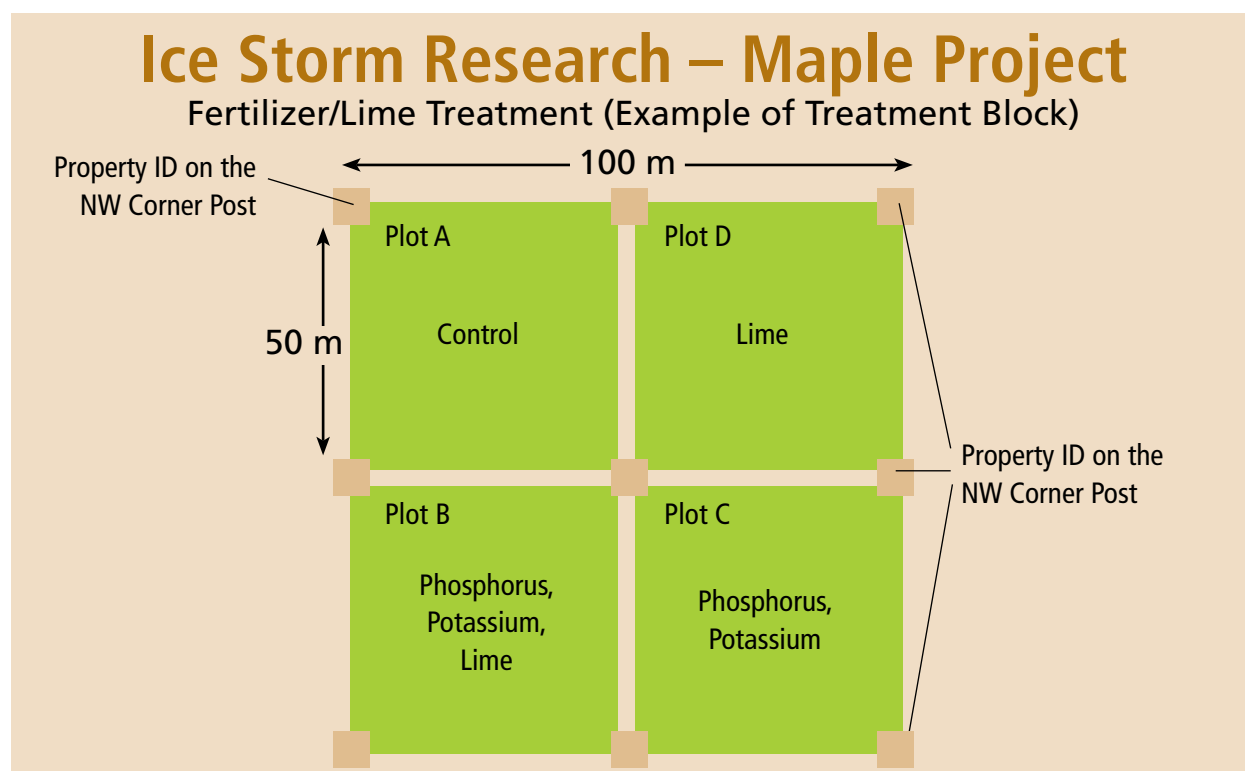 Ice Storm Research – Maple Project
Fertilizer/Lime Treatment (Example of Treatment Block)
Property ID on the
NW Corner Post
100 m
Plot A
Control
Plot D
Lime
50 m
Property ID on the
NW Corner Post
Plot B
Phosphorus,
Potassium,
Lime
Plot C
Phosphorus,
Potassium